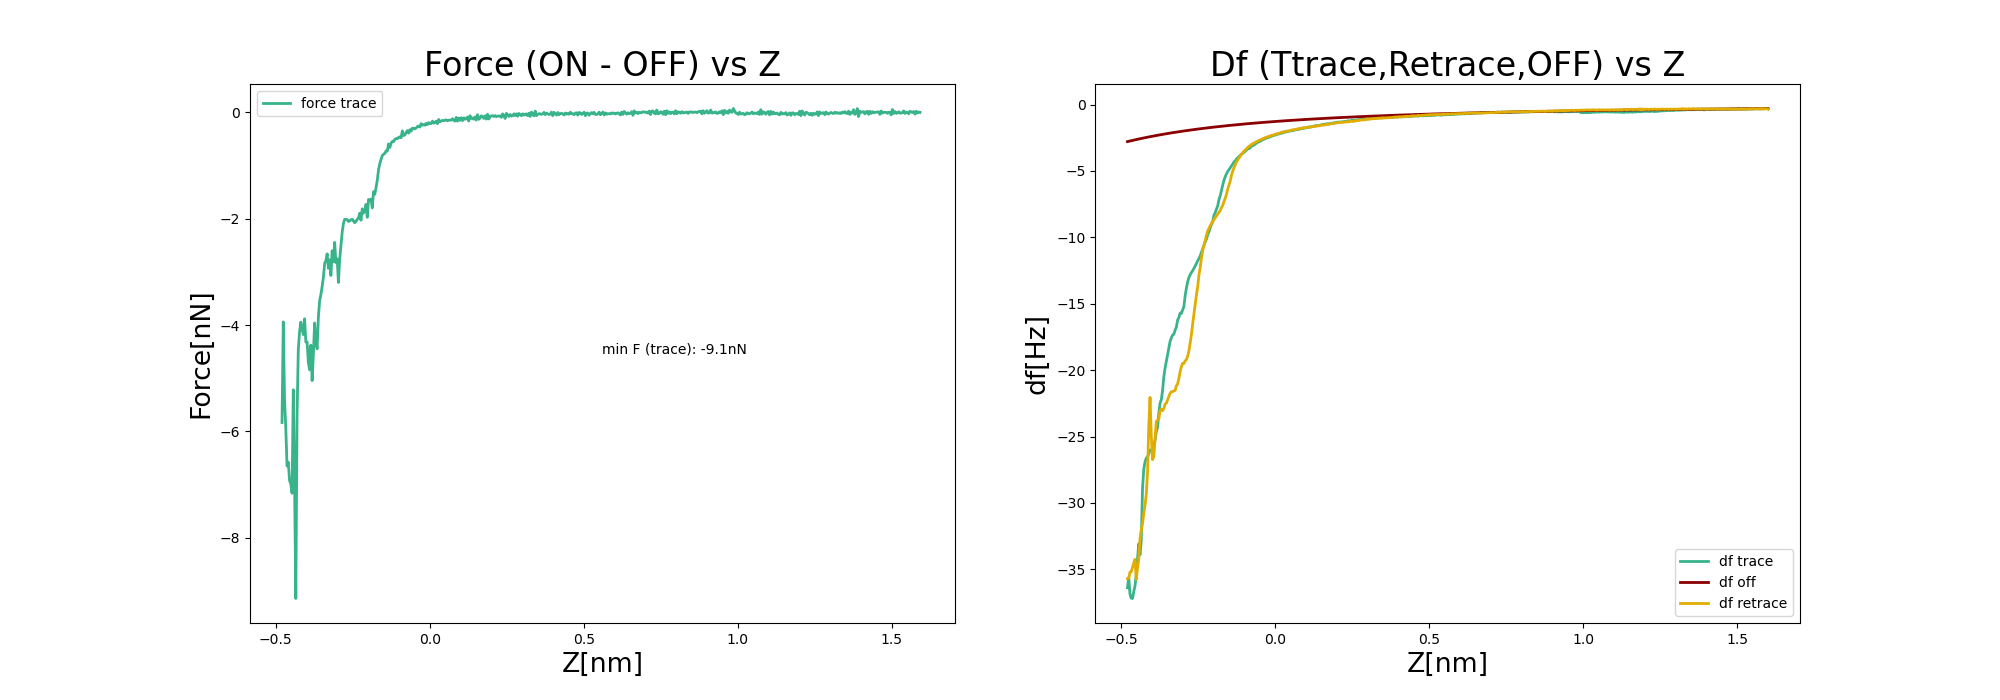 Force (ON - OFF) vs Z
force trace
0
−2
−4
−6
−8
Force[nN]
min F (trace): -9.1nN
−0.5 0.0 0.5 1.0 1.5
Z[nm]
Df (Ttrace,Retrace,OFF) vs Z
0
−5
−10
−15
−20
−25
−30
−35
df[Hz]
df trace
df off
df retrace
−0.5 0.0 0.5 1.0 1.5
Z[nm]